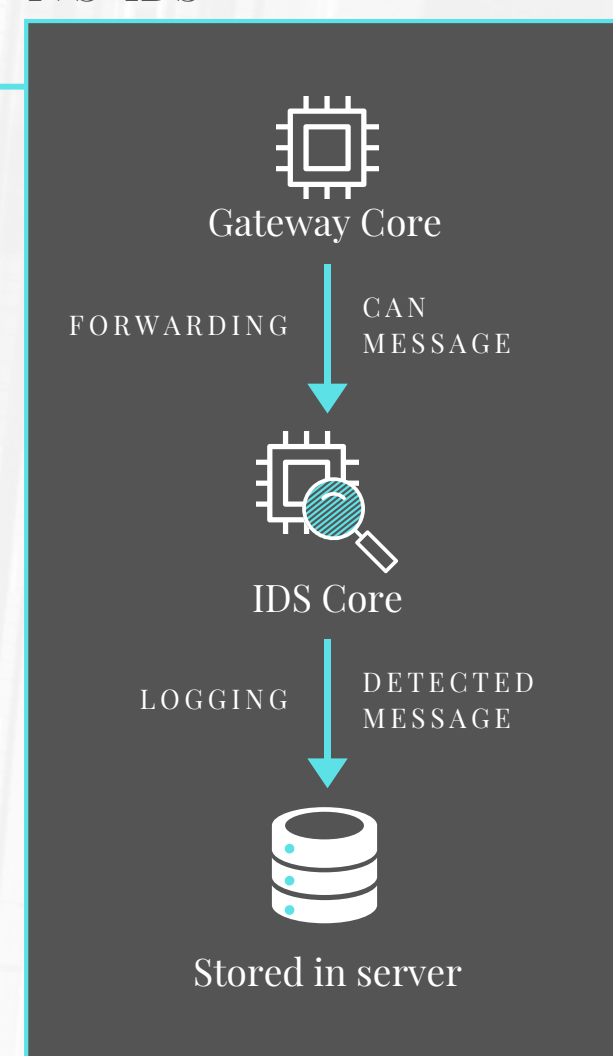 Gateway Core
FORWARDING
CAN
MESSAGE
IDS Core
LOGGING
DETECTED
MESSAGE
Stored in server